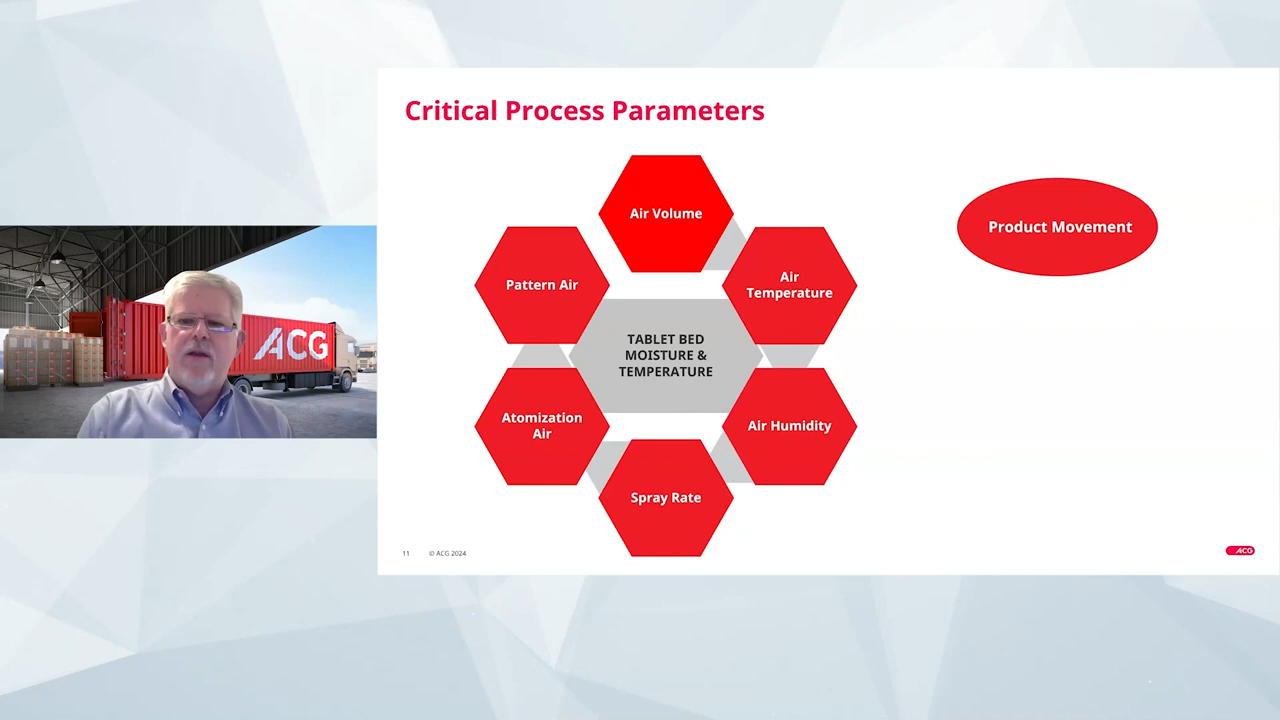 Critical Process Parameters
Air Volume
Product Movement
Pattern Air
Air
Temperature
TABLET BED
MOISTURE &
TEMPERATURE
ACG
Atomization
Air
Air Humidity
Spray Rate
11
© ACG 2024
ACG